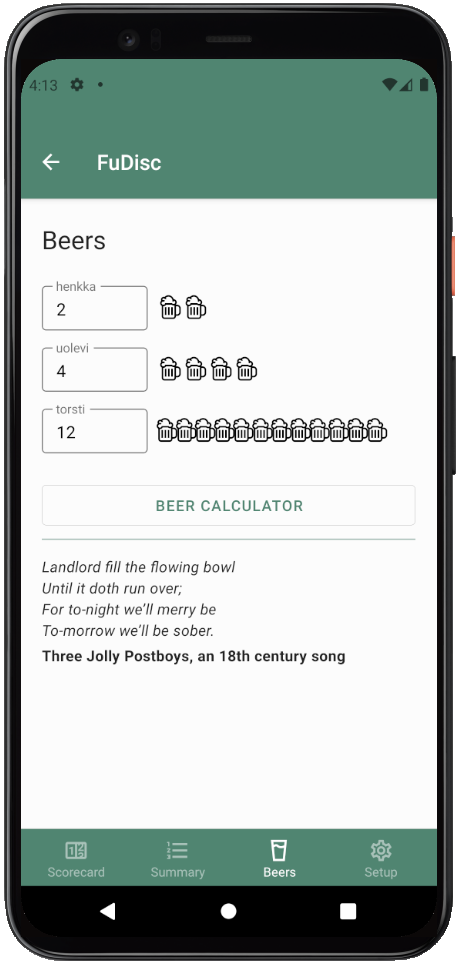 4:13
FuDisc
Beers
henkka
2
uolevi
4
torsti
12
BEER CALCULATOR
Landlord fill the flowing bowl
Until it doth run over;
For to-night we'll merry be
To-morrow we'll be sober.
Three Jolly Postboys, an 18th century song
Scorecard
Summary
Beers
Setup